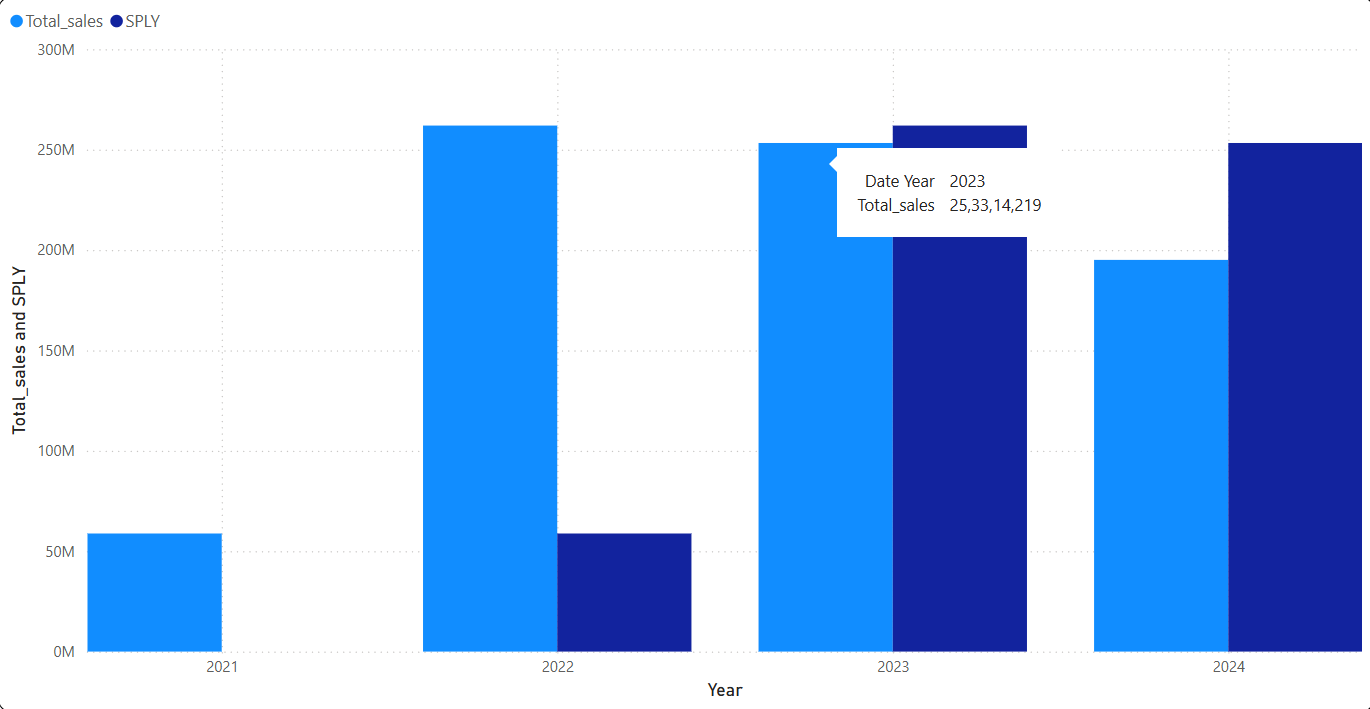 Total_sales SPLY
300M
250M
200M
150M
100M
50M
0M
Total_sales and SPLY
Date Year 2023
Total_sales 25,33,14,219
2021 2022 2023 2024
Year